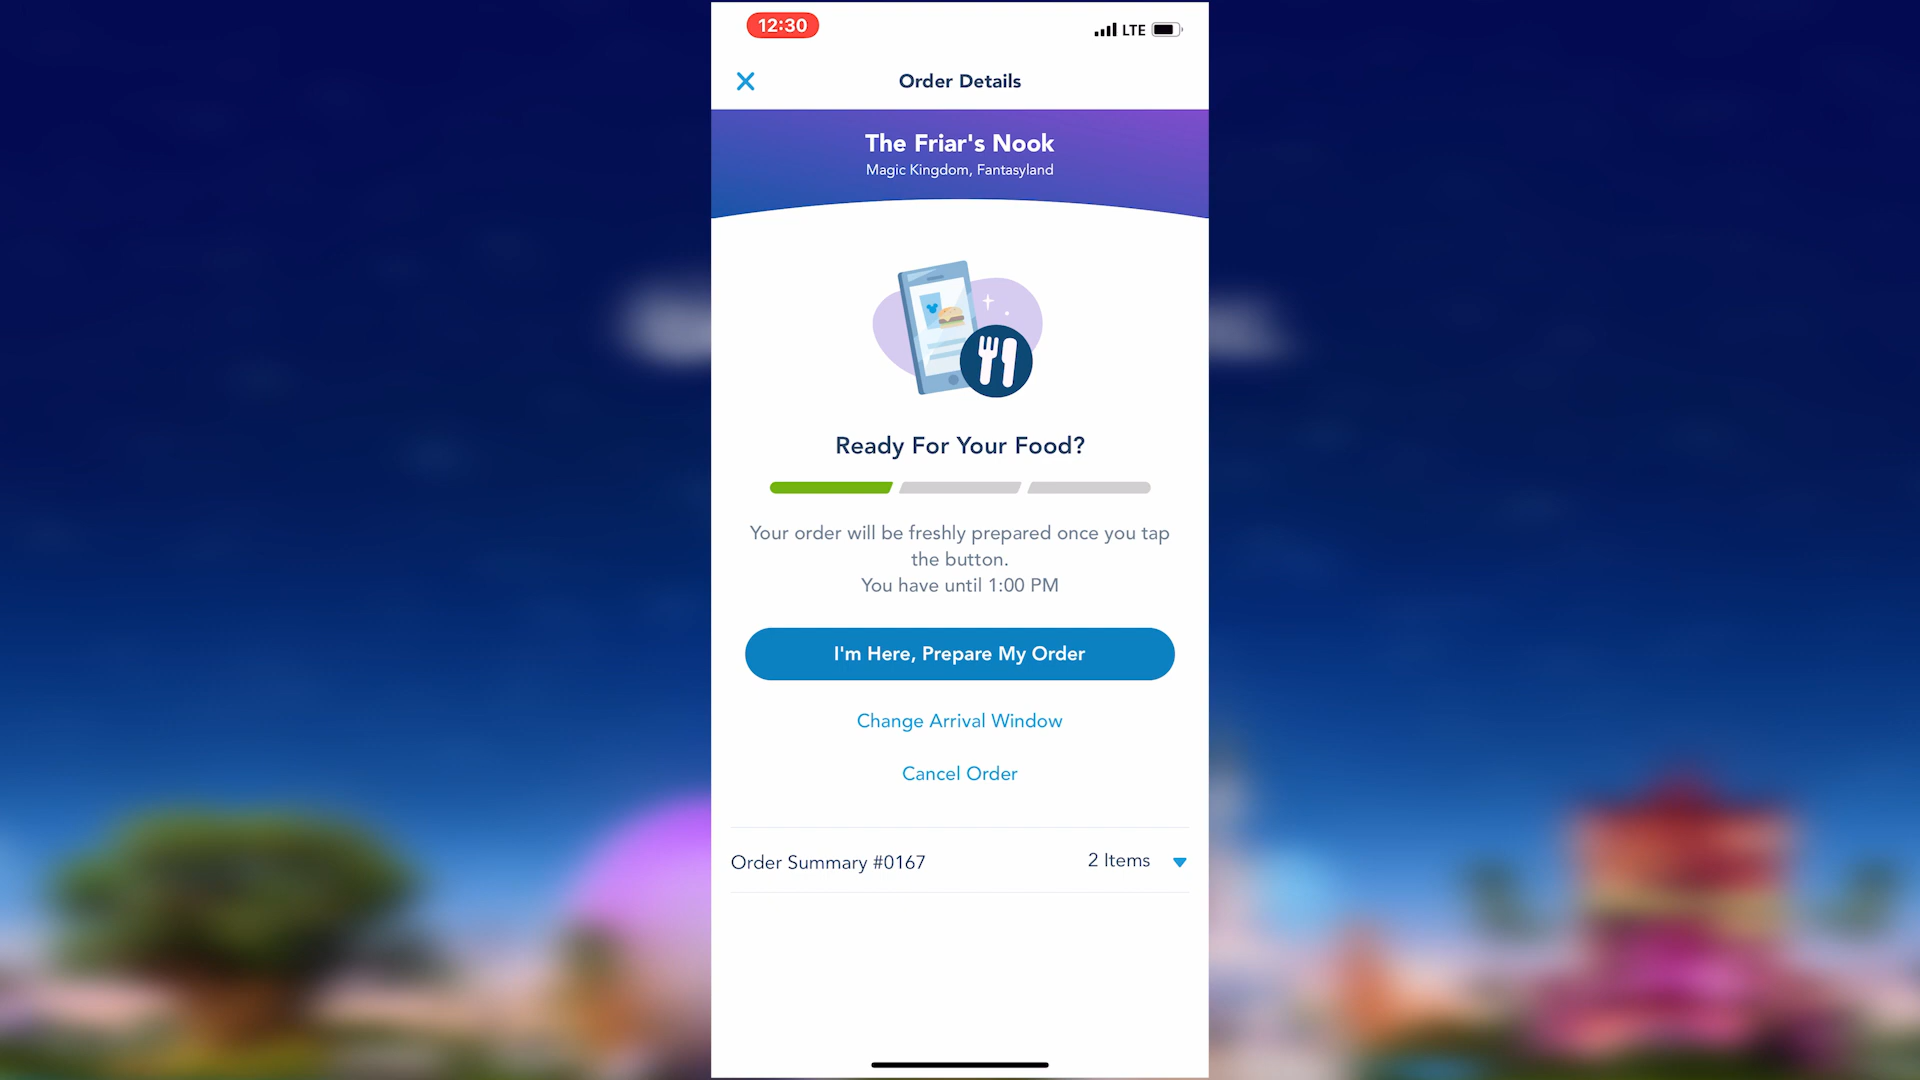 12:30
LTE
Order Details
The Friar's Nook
Magic Kingdom, Fantasyland
Ready For Your Food?
Your order will be freshly prepared once you tap
the button.
You have until 1:00 PM
I'm Here, Prepare My Order
Change Arrival Window
Cancel Order
Order Summary #0167
2 Items